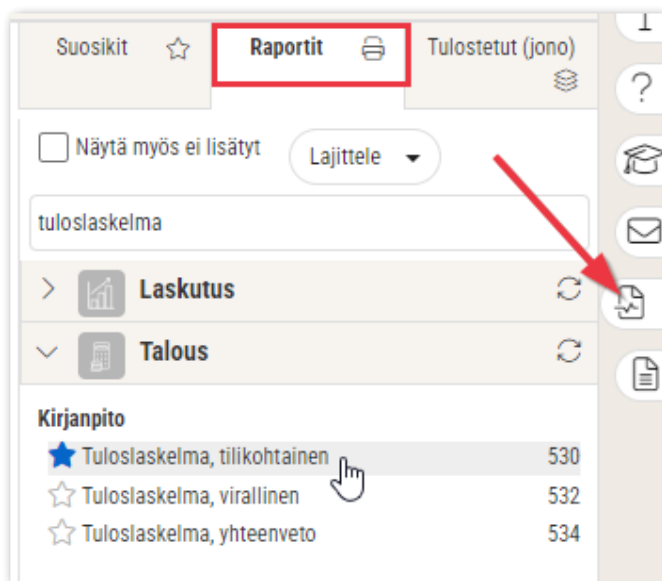 Suosikit
Raportit
Tulostetut (jono)
Näytä myös ei lisätyt
Lajittele
tuloslaskelma
Laskutus
Talous
Kirjanpito
Tuloslaskelma, tilikohtainen 530
Tuloslaskelma, virallinen 532
Tuloslaskelma, yhteenveto 534